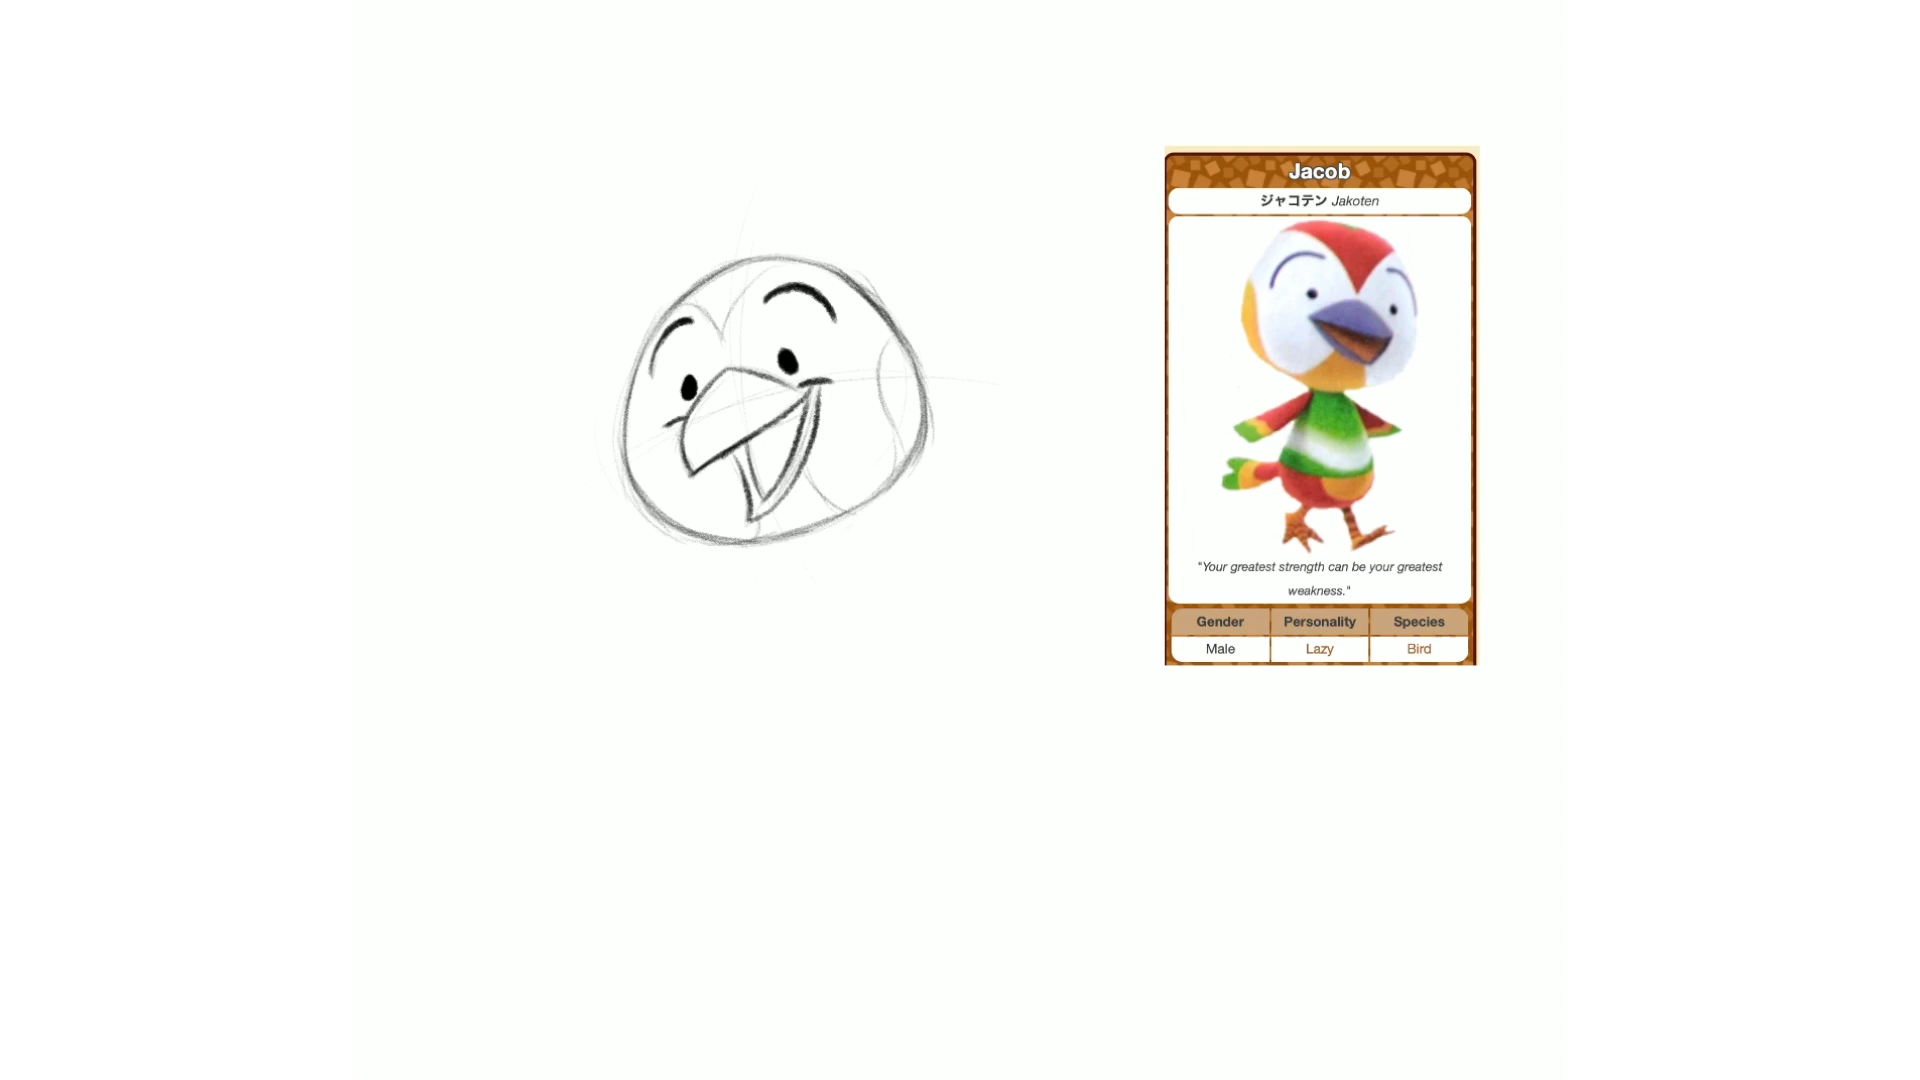 Jacob
ジャコテン Jakoten
"Your greatest strength can be your greatest
weakness."
Gender Personality Species
Male Lazy Bird